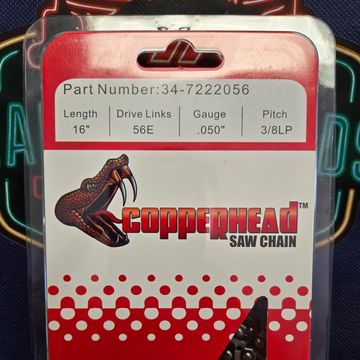 Part Number:34-7222056
Length Drive Links Gauge Pitch
16" 56E .050" 3/8LP
COPPERHEAD™
SAW CHAIN